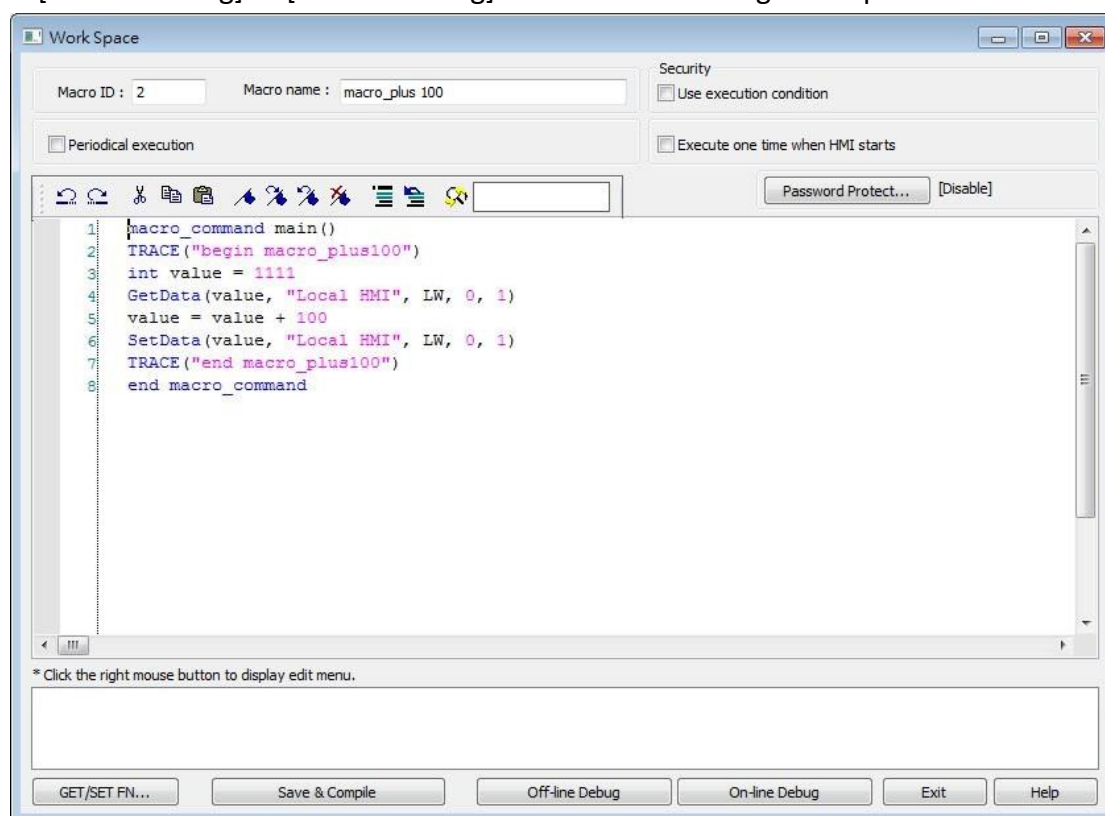 Work Space
Security
Macro ID : 2 Macro name : macro_plus 100 Use execution condition
Periodical execution Execute one time when HMI starts
Password Protect... [Disable]
1 macro_command main()
2 TRACE("begin macro_plus100")
3 int value = 1111
4 GetData(value, "Local HMI", LW, 0, 1)
5 value = value + 100
6 SetData(value, "Local HMI", LW, 0, 1)
7 TRACE("end macro_plus100")
8 end macro_command
* Click the right mouse button to display edit menu.
GET/SET FN... Save & Compile Off-line Debug On-line Debug Exit Help